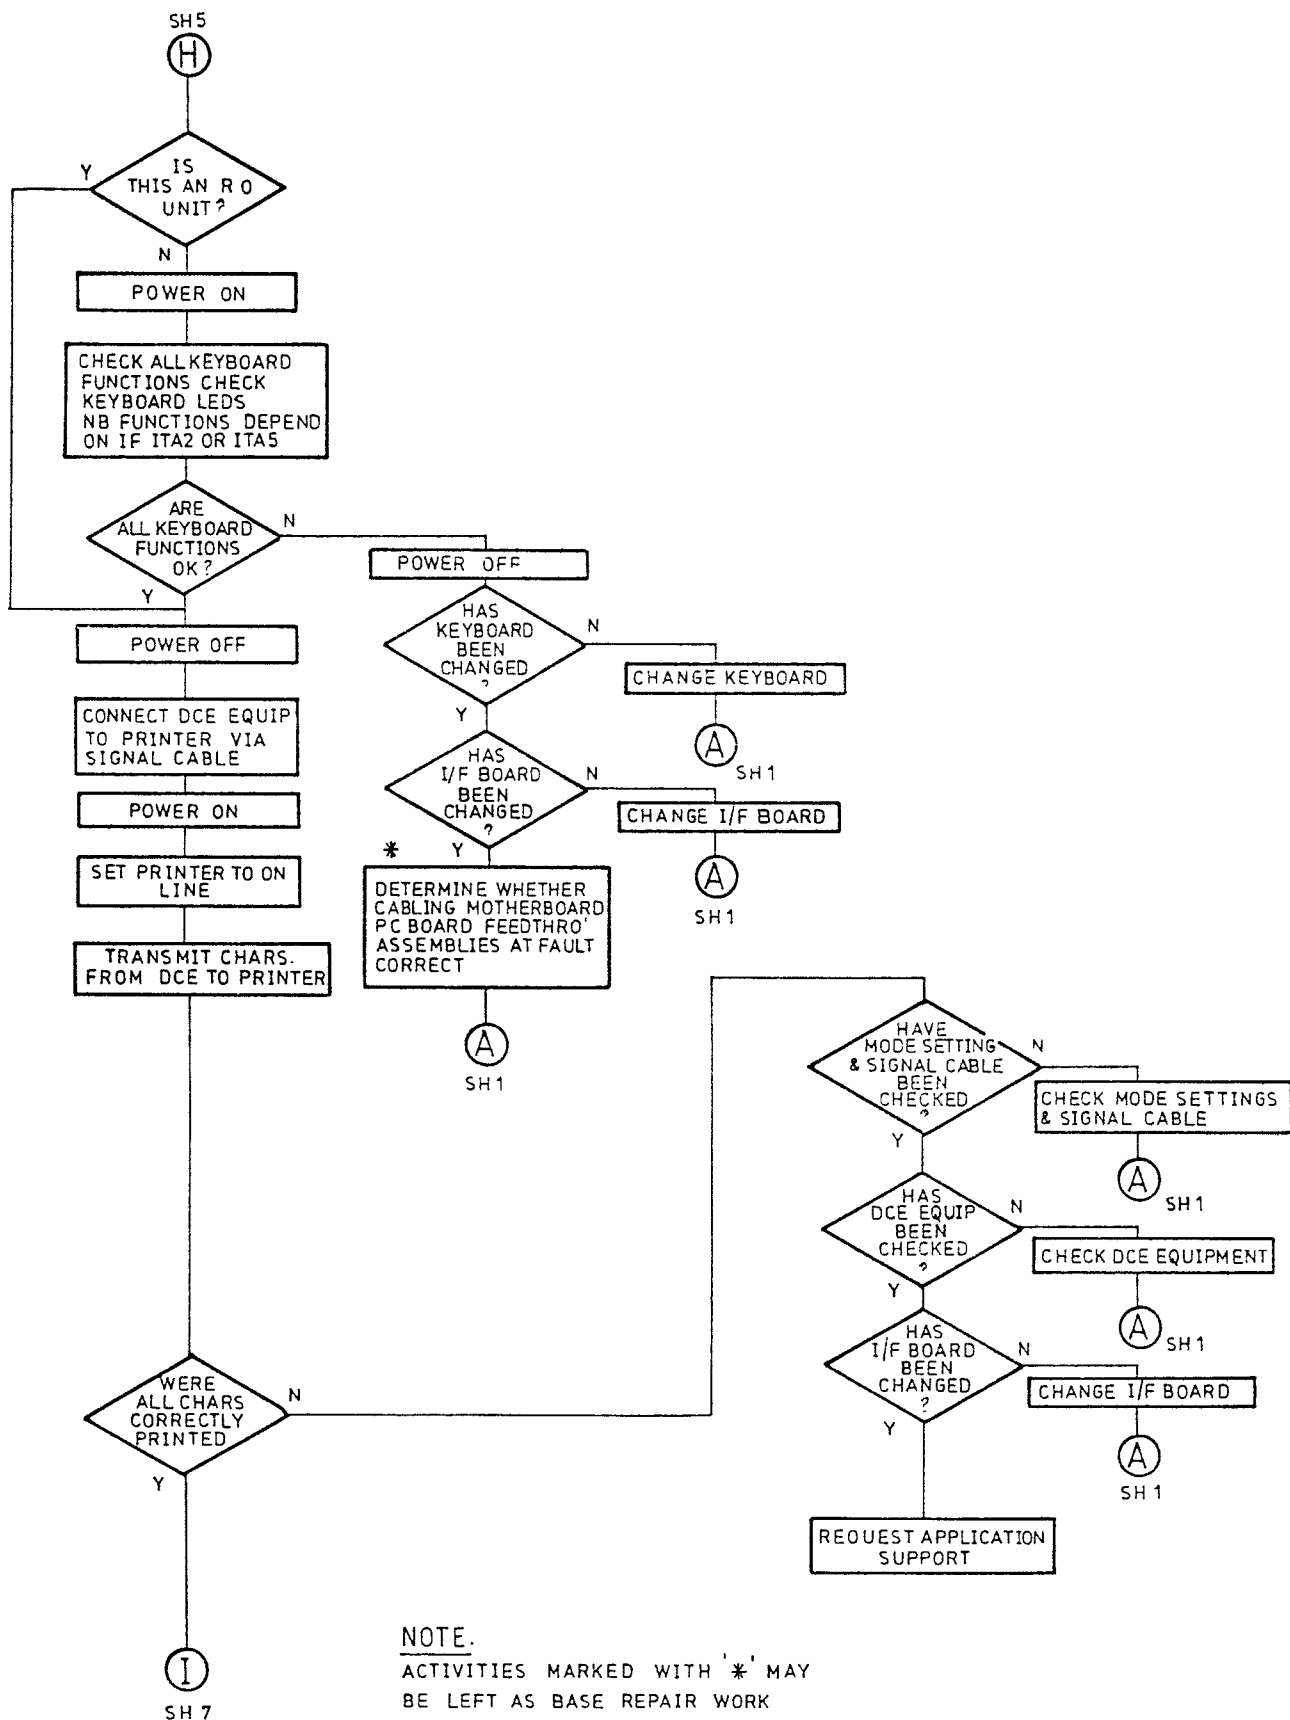 SH5
H
Y
IS
THIS AN R O
UNIT?
N
POWER ON
CHECK ALL KEYBOARD
FUNCTIONS CHECK
KEYBOARD LEDS
NB FUNCTIONS DEPEND
ON IF ITA2 OR ITA5
ARE
ALL KEYBOARD
FUNCTIONS
OK?
N
Y
POWER OFF
HAS
KEYBOARD
BEEN
CHANGED
?
N
CHANGE KEYBOARD
A
SH1
Y
HAS
I/F BOARD
BEEN
CHANGED
?
N
CHANGE I/F BOARD
A
SH1
*
Y
DETERMINE WHETHER
CABLING MOTHERBOARD
PC BOARD FEEDTHRO'
ASSEMBLIES AT FAULT
CORRECT
A
SH1
POWER OFF
CONNECT DCE EQUIP
TO PRINTER VIA
SIGNAL CABLE
POWER ON
SET PRINTER TO ON
LINE
TRANSMIT CHARS.
FROM DCE TO PRINTER
WERE
ALL CHARS
CORRECTLY
PRINTED
N
Y
HAVE
MODE SETTING
& SIGNAL CABLE
BEEN
CHECKED
?
N
CHECK MODE SETTINGS
& SIGNAL CABLE
A
SH1
Y
HAS
DCE EQUIP
BEEN
CHECKED
?
N
CHECK DCE EQUIPMENT
A
SH1
Y
HAS
I/F BOARD
BEEN
CHANGED
?
N
CHANGE I/F BOARD
A
SH1
Y
REQUEST APPLICATION
SUPPORT
I
SH7
NOTE.
ACTIVITIES MARKED WITH '*' MAY
BE LEFT AS BASE REPAIR WORK